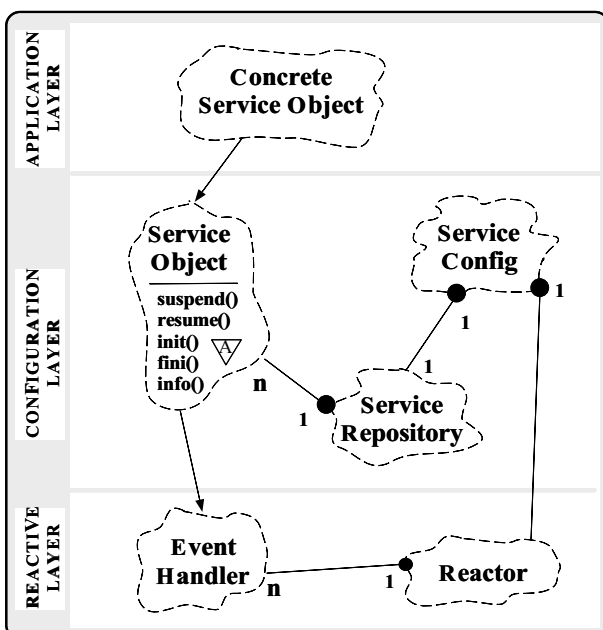 APPLICATION
LAYER
Concrete
Service Object
CONFIGURATION
LAYER
Service
Object
suspend()
resume()
init()
fini()
info()
A
n
1
Service
Config
1
1
1
Service
Repository
REACTIVE
LAYER
Event
Handler
n
1
Reactor